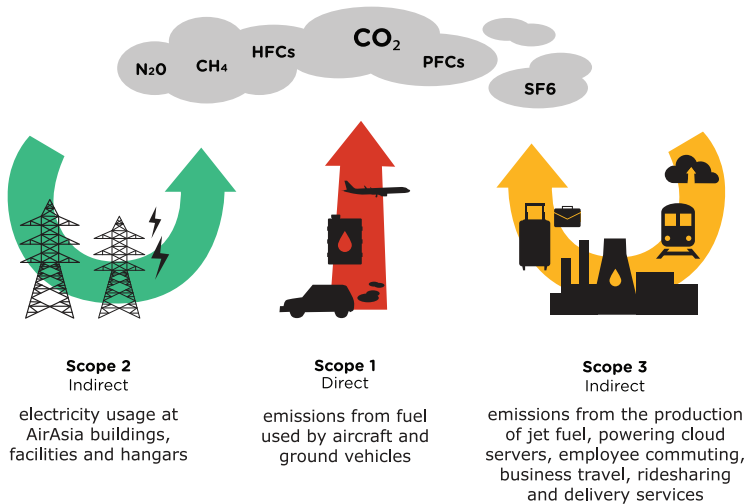 CO₂
HFCs
PFCs
CH₄
N₂0
SF6
Scope 2
Indirect
electricity usage at
AirAsia buildings,
facilities and hangars
Scope 1
Direct
emissions from fuel
used by aircraft and
ground vehicles
Scope 3
Indirect
emissions from the production
of jet fuel, powering cloud
servers, employee commuting,
business travel, ridesharing
and delivery services